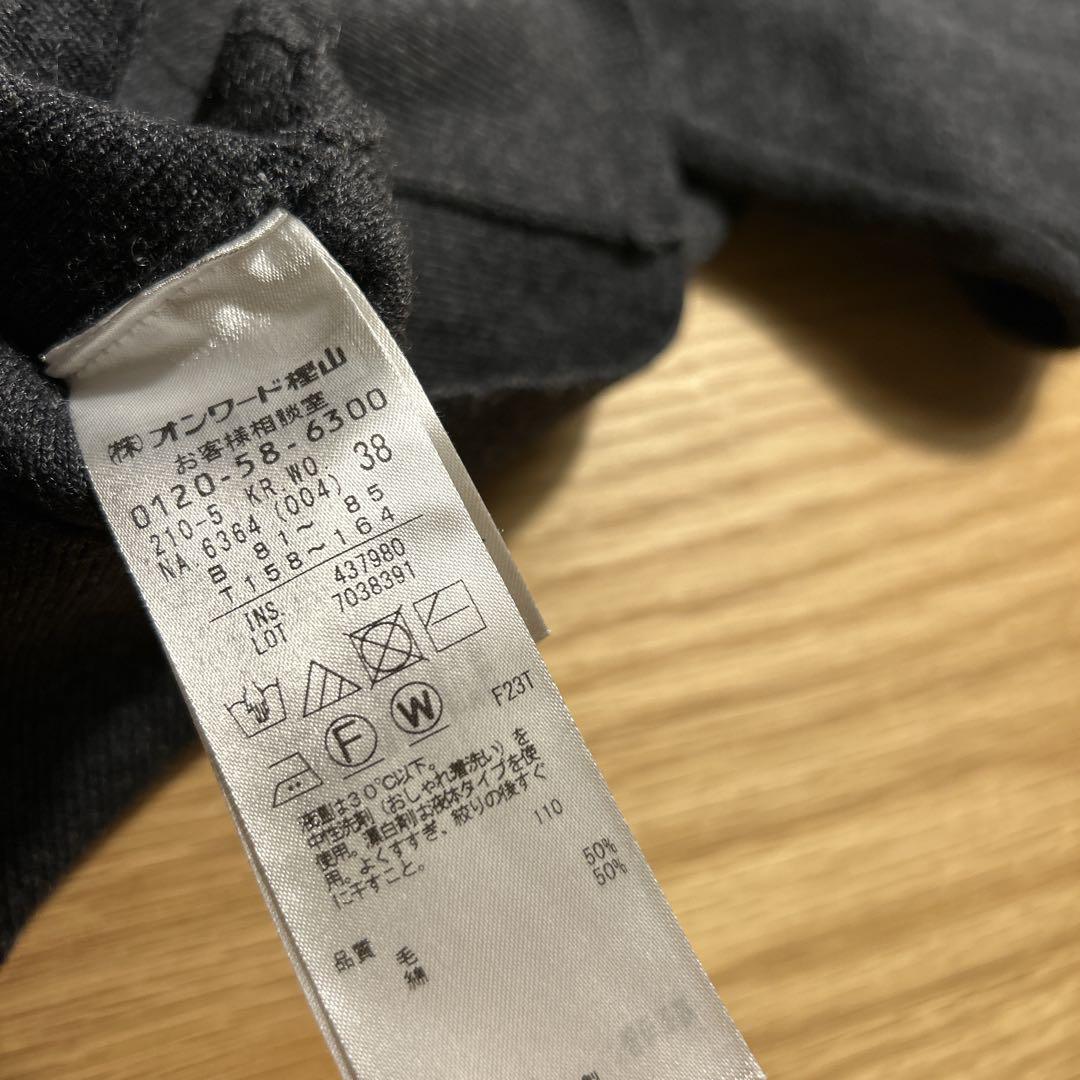 (株)オンワード樫山
お客様相談室
0120-58-6300
210-5 KR WO. 38
NA.6364 (004)
B 81～ 85
T158～164
INS. 437980
LOT 7038391
F W F23T
液温は30℃以下。
中性洗剤（おしゃれ着洗い）を
使用。漂白剤は液体タイプを使
用。よくすすぎ、絞りの後すぐ
に干すこと。
110
品質 毛 50%
綿 50%
製